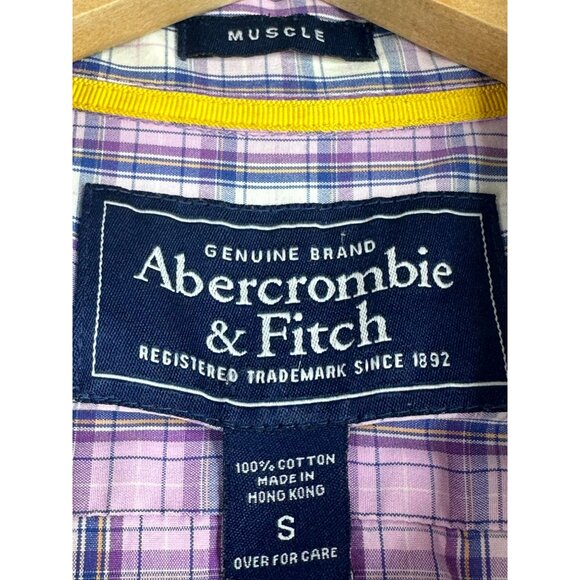 MUSCLE
GENUINE BRAND
Abercrombie
& Fitch
REGISTERED TRADEMARK SINCE 1892
100% COTTON
MADE IN
HONG KONG
S
OVER FOR CARE